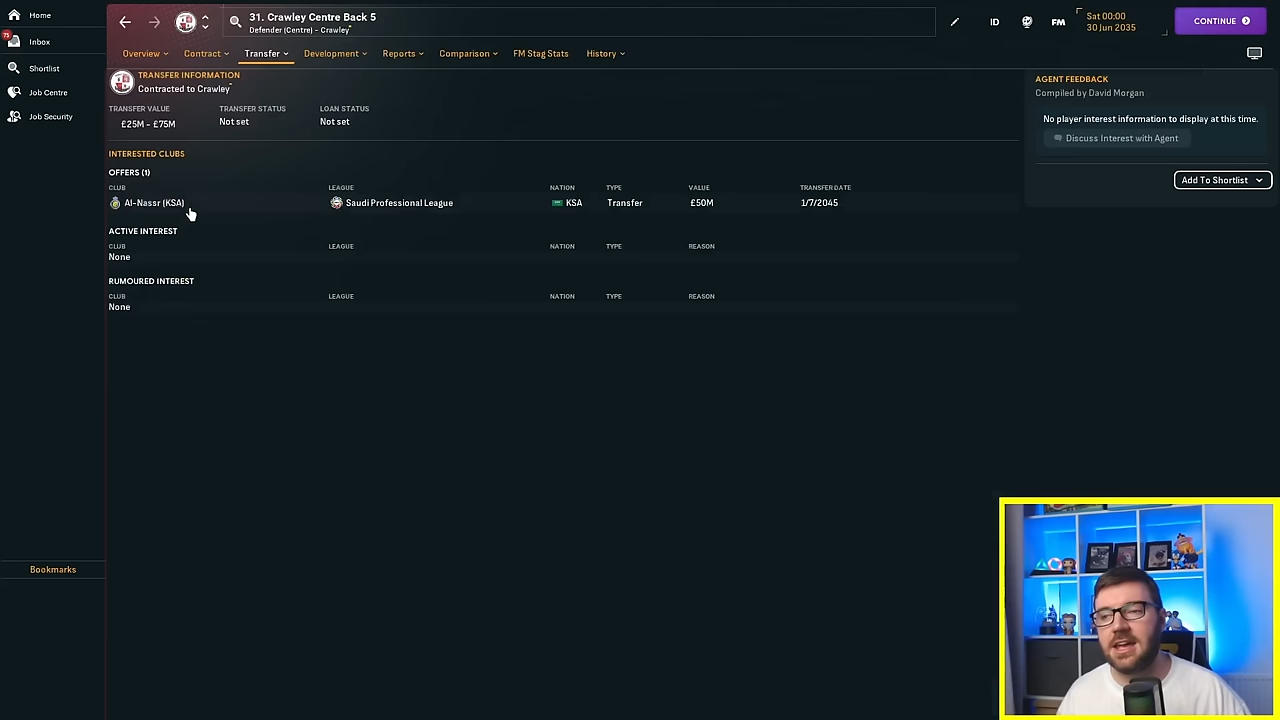 Home
75
Inbox
Shortlist
Job Centre
Job Security
Bookmarks
31. Crawley Centre Back 5
Defender (Centre) - Crawley
ID
FM
Sat 00:00
30 Jun 2035
CONTINUE
Overview
Contract
Transfer
Development
Reports
Comparison
FM Stag Stats
History
TRANSFER INFORMATION
Contracted to Crawley
TRANSFER VALUE TRANSFER STATUS LOAN STATUS
£25M - £75M Not set Not set
INTERESTED CLUBS
OFFERS (1)
CLUB LEAGUE NATION TYPE VALUE TRANSFER DATE
Al-Nassr (KSA) Saudi Professional League KSA Transfer £50M 1/7/2045
ACTIVE INTEREST
CLUB LEAGUE NATION TYPE REASON
None
RUMOURED INTEREST
CLUB LEAGUE NATION TYPE REASON
None
AGENT FEEDBACK
Compiled by David Morgan
No player interest information to display at this time.
Discuss Interest with Agent
Add To Shortlist